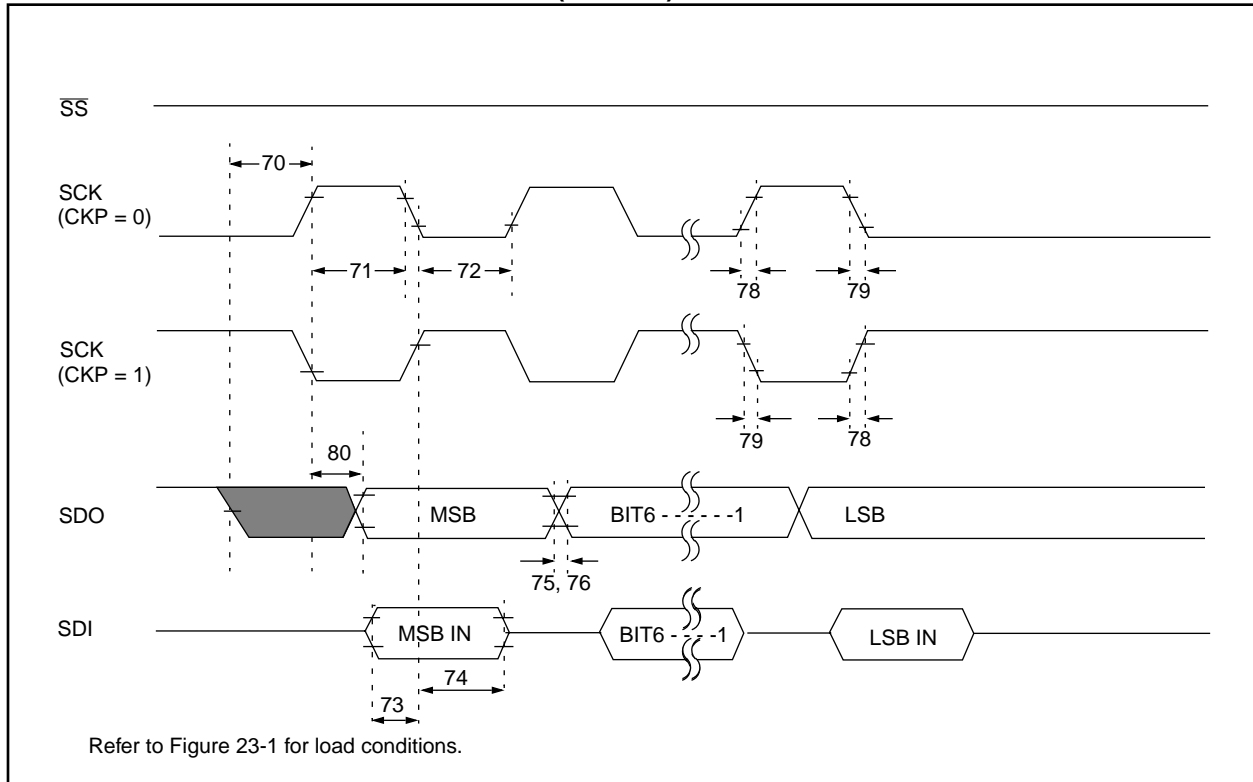 SS
70
SCK
(CKP = 0)
71
72
78
79
SCK
(CKP = 1)
79
78
80
SDO
MSB
BIT6 - - - - - -1
LSB
75, 76
SDI
MSB IN
BIT6 - - - - -1
LSB IN
74
73
Refer to Figure 23-1 for load conditions.